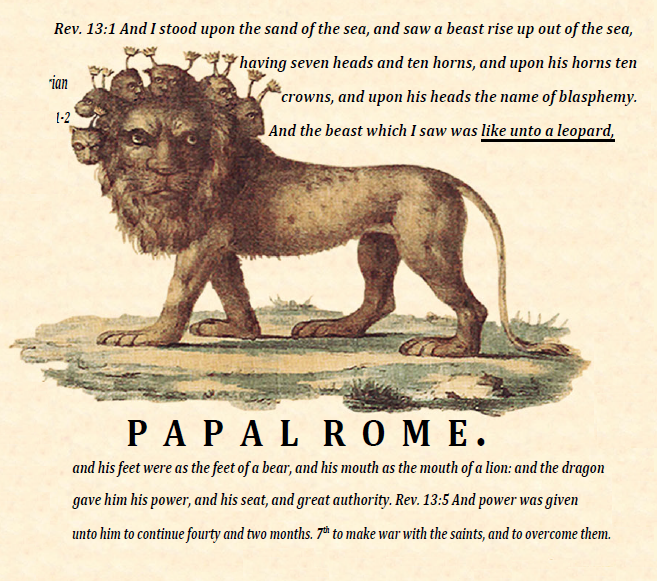 Rev. 13:1 And I stood upon the sand of the sea, and saw a beast rise up out of the sea,
having seven heads and ten horns, and upon his horns ten
rian
crowns, and upon his heads the name of blasphemy.
1-2
And the beast which I saw was like unto a leopard,
PAPAL ROME.
and his feet were as the feet of a bear, and his mouth as the mouth of a lion: and the dragon
gave him his power, and his seat, and great authority. Rev. 13:5 And power was given
unto him to continue fourty and two months. 7th to make war with the saints, and to overcome them.